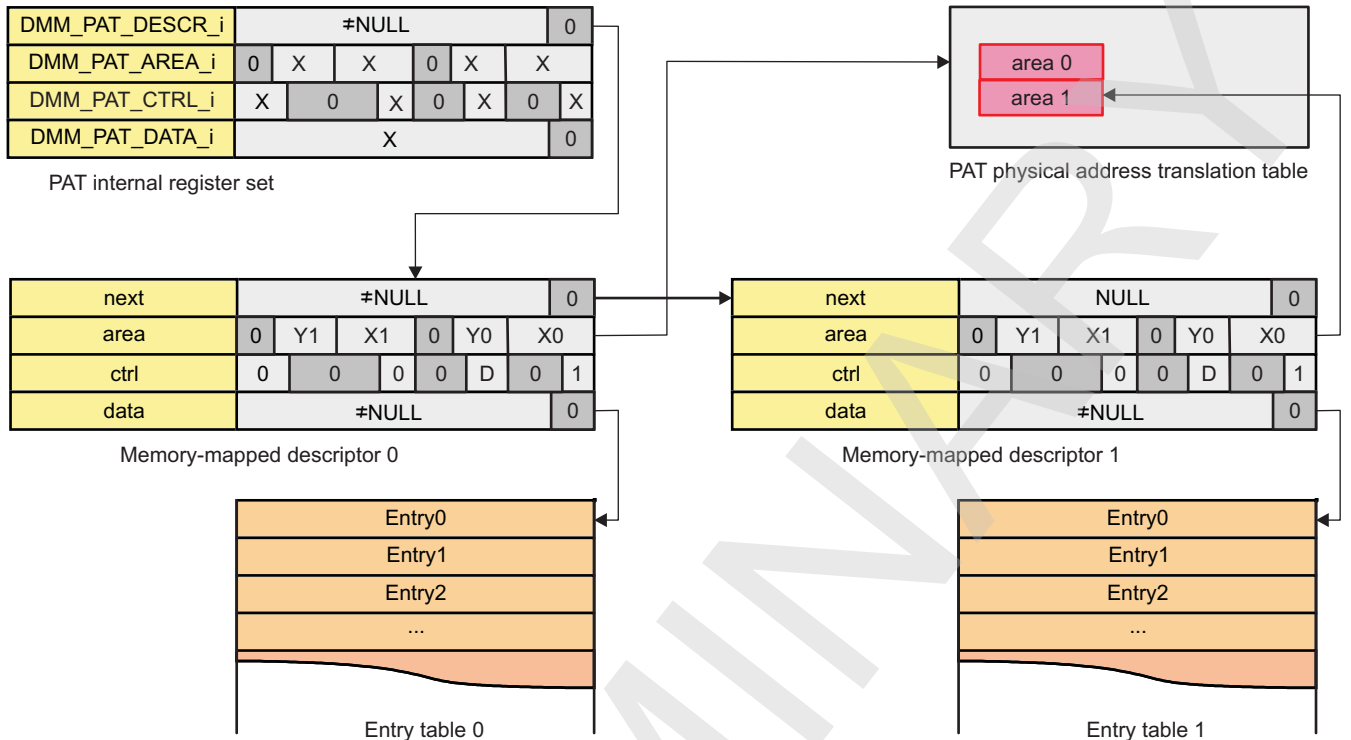 DMM_PAT_DESCR_i ≠NULL 0
DMM_PAT_AREA_i 0 X X 0 X X
DMM_PAT_CTRL_i X 0 X 0 X 0 X
DMM_PAT_DATA_i X 0
PAT internal register set
area 0
area 1
PAT physical address translation table
next ≠NULL 0
area 0 Y1 X1 0 Y0 X0
ctrl 0 0 0 0 D 0 1
data ≠NULL 0
Memory-mapped descriptor 0
next NULL 0
area 0 Y1 X1 0 Y0 X0
ctrl 0 0 0 0 D 0 1
data ≠NULL 0
Memory-mapped descriptor 1
Entry0
Entry1
Entry2
...
Entry table 0
Entry0
Entry1
Entry2
...
Entry table 1
MINARY